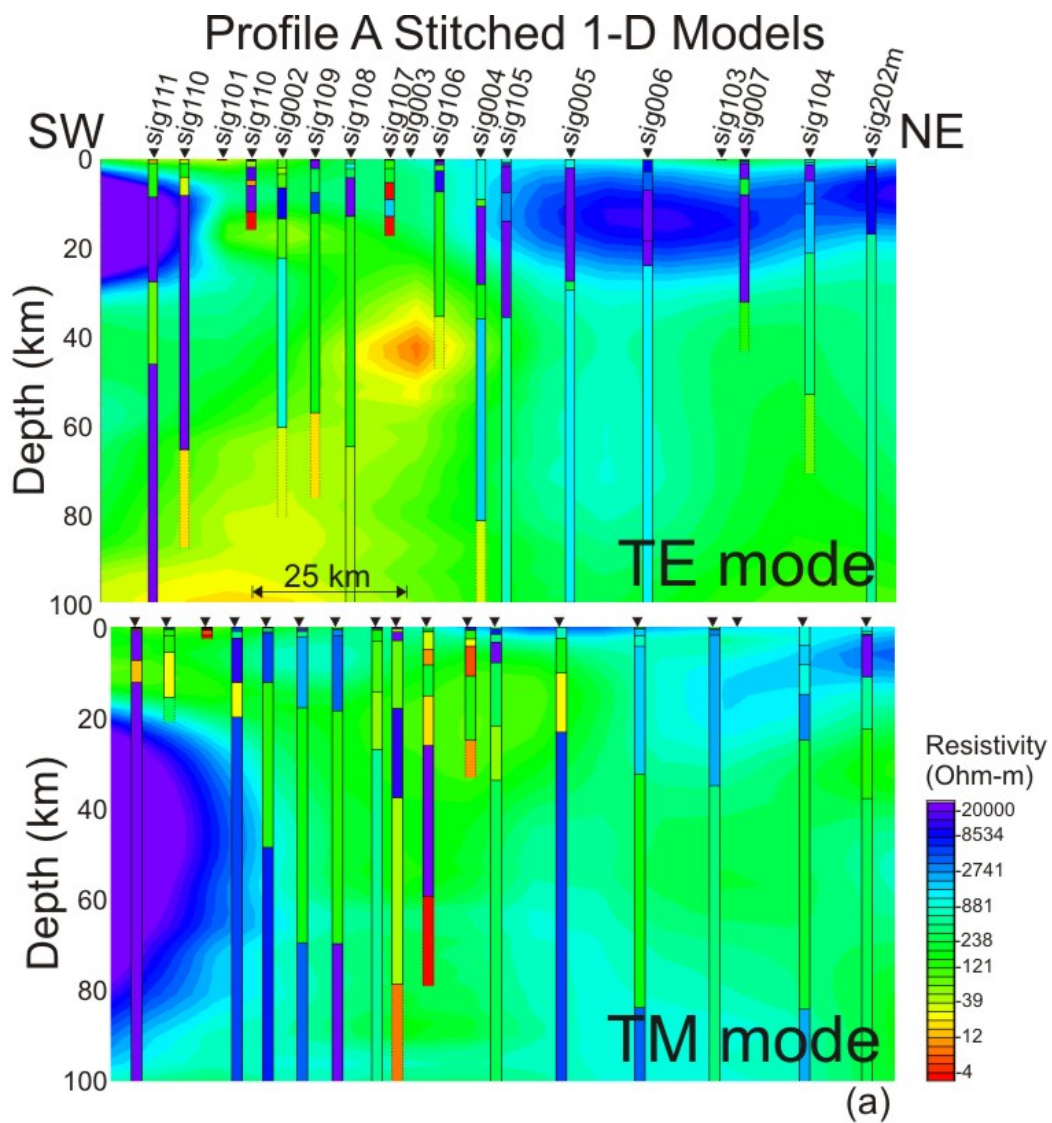 Profile A Stitched 1-D Models
SW
sig111
sig110
sig101
sig110
sig002
sig109
sig108
sig107
sig003
sig106
sig004
sig105
sig005
sig006
sig103
sig007
sig104
sig202m
NE
0
20
40
60
80
100
Depth (km)
25 km
TE mode
0
20
40
60
80
100
Depth (km)
TM mode
Resistivity
(Ohm-m)
20000
8534
2741
881
238
121
39
12
4
(a)